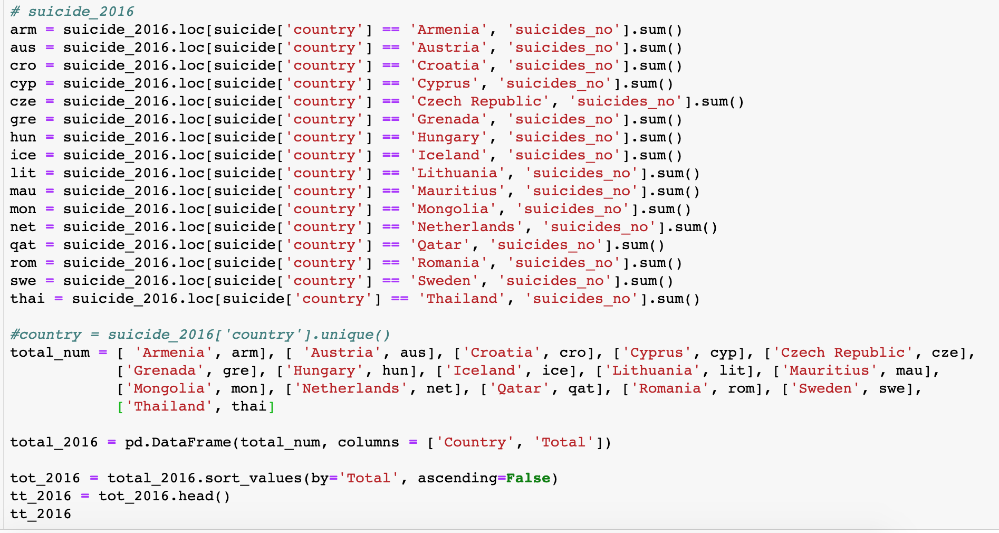 # suicide_2016
arm = suicide_2016.loc[suicide['country'] == 'Armenia', 'suicides_no'].sum()
aus = suicide_2016.loc[suicide['country'] == 'Austria', 'suicides_no'].sum()
cro = suicide_2016.loc[suicide['country'] == 'Croatia', 'suicides_no'].sum()
cyp = suicide_2016.loc[suicide['country'] == 'Cyprus', 'suicides_no'].sum()
cze = suicide_2016.loc[suicide['country'] == 'Czech Republic', 'suicides_no'].sum()
gre = suicide_2016.loc[suicide['country'] == 'Grenada', 'suicides_no'].sum()
hun = suicide_2016.loc[suicide['country'] == 'Hungary', 'suicides_no'].sum()
ice = suicide_2016.loc[suicide['country'] == 'Iceland', 'suicides_no'].sum()
lit = suicide_2016.loc[suicide['country'] == 'Lithuania', 'suicides_no'].sum()
mau = suicide_2016.loc[suicide['country'] == 'Mauritius', 'suicides_no'].sum()
mon = suicide_2016.loc[suicide['country'] == 'Mongolia', 'suicides_no'].sum()
net = suicide_2016.loc[suicide['country'] == 'Netherlands', 'suicides_no'].sum()
qat = suicide_2016.loc[suicide['country'] == 'Qatar', 'suicides_no'].sum()
rom = suicide_2016.loc[suicide['country'] == 'Romania', 'suicides_no'].sum()
swe = suicide_2016.loc[suicide['country'] == 'Sweden', 'suicides_no'].sum()
thai = suicide_2016.loc[suicide['country'] == 'Thailand', 'suicides_no'].sum()

#country = suicide_2016['country'].unique()
total_num = [ 'Armenia', arm], [ 'Austria', aus], ['Croatia', cro], ['Cyprus', cyp], ['Czech Republic', cze],
            ['Grenada', gre], ['Hungary', hun], ['Iceland', ice], ['Lithuania', lit], ['Mauritius', mau],
            ['Mongolia', mon], ['Netherlands', net], ['Qatar', qat], ['Romania', rom], ['Sweden', swe],
            ['Thailand', thai]

total_2016 = pd.DataFrame(total_num, columns = ['Country', 'Total'])

tot_2016 = total_2016.sort_values(by='Total', ascending=False)
tt_2016 = tot_2016.head()
tt_2016